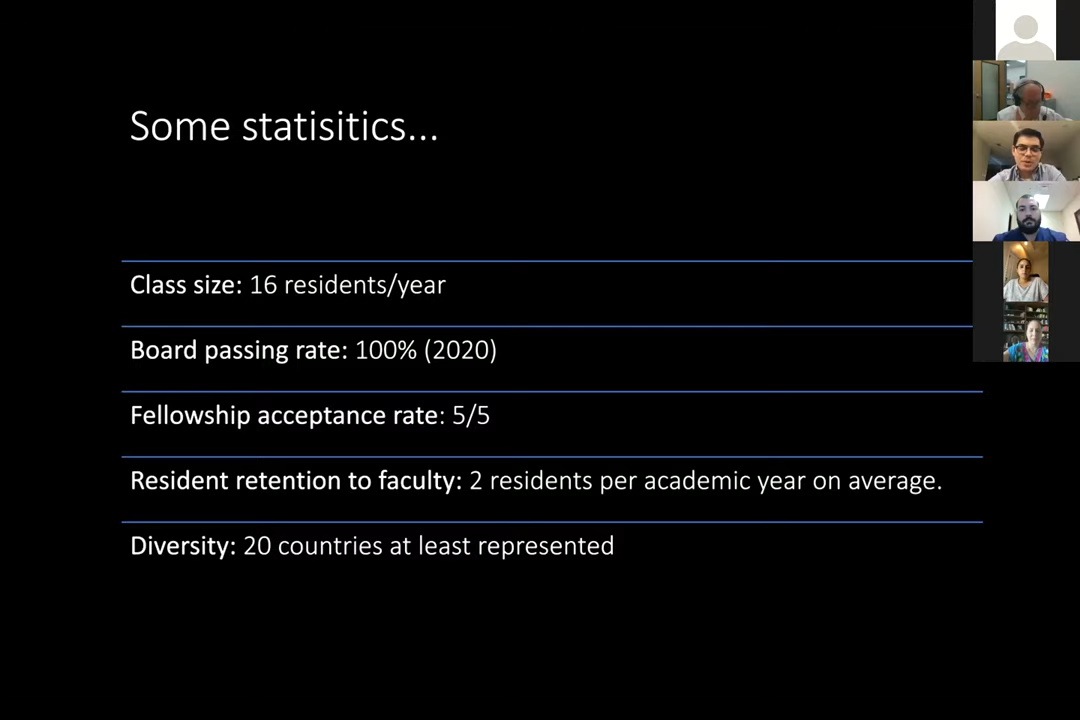 Some statisitics...
Class size: 16 residents/year
Board passing rate: 100% (2020)
Fellowship acceptance rate: 5/5
Resident retention to faculty: 2 residents per academic year on average.
Diversity: 20 countries at least represented